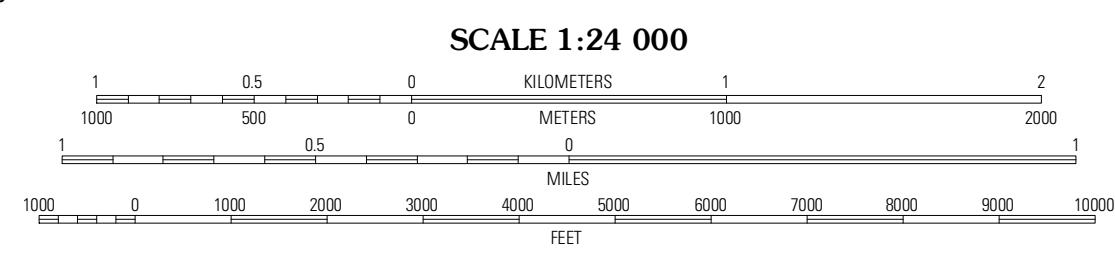 SCALE 1:24 000
1 0.5 0 KILOMETERS 1 2
1000 500 0 METERS 1000 2000
1 0.5 0 1
MILES
1000 0 1000 2000 3000 4000 5000 6000 7000 8000 9000 10000
FEET